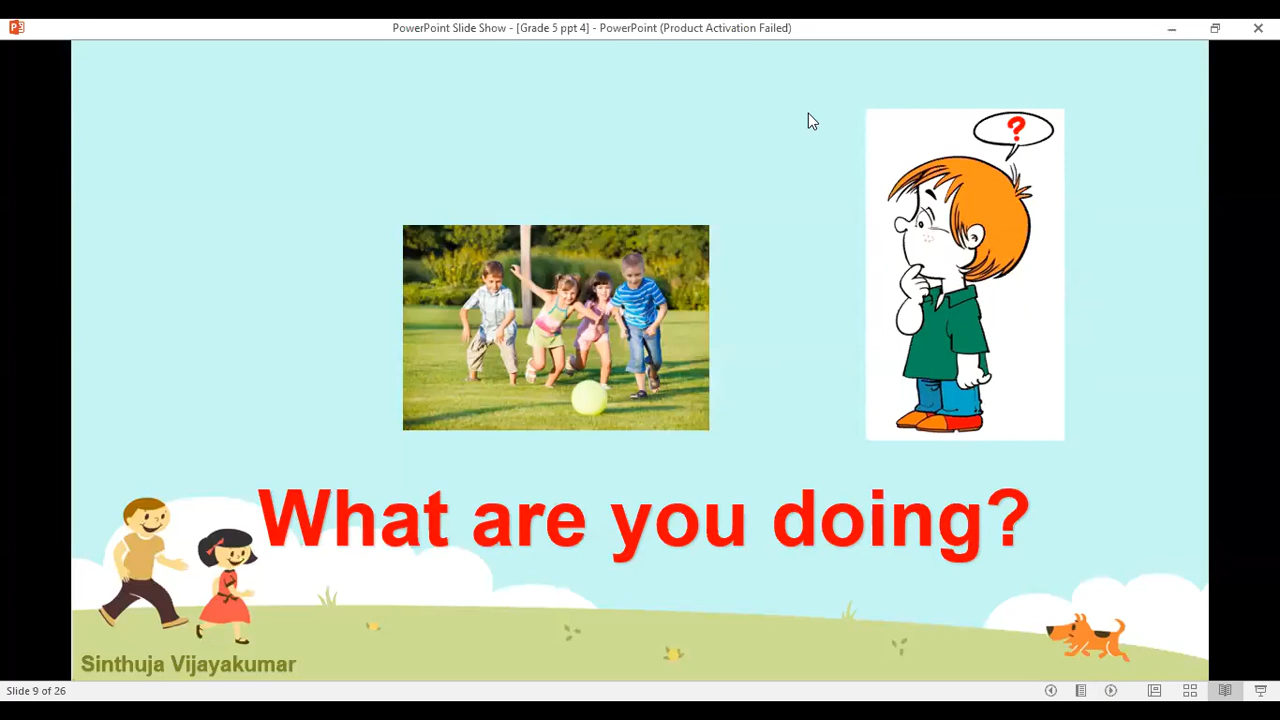 PowerPoint Slide Show - [Grade 5 ppt 4] - PowerPoint (Product Activation Failed)
?
What are you doing?
Sinthuja Vijayakumar
Slide 9 of 26